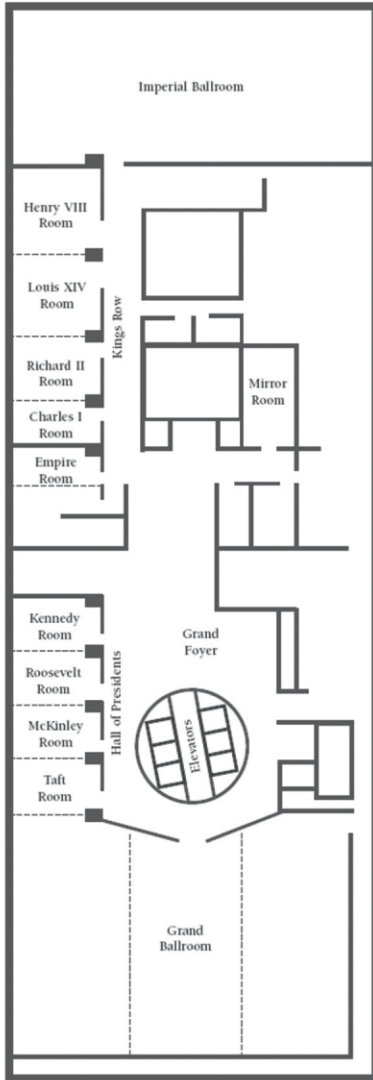 Imperial Ballroom
Henry VIII
Room
Louis XIV
Room
Kings Row
Richard II
Room
Mirror
Room
Charles I
Room
Empire
Room
Kennedy
Room
Grand
Foyer
Roosevelt
Room
Hall of Presidents
McKinley
Room
Elevators
Taft
Room
Grand
Ballroom